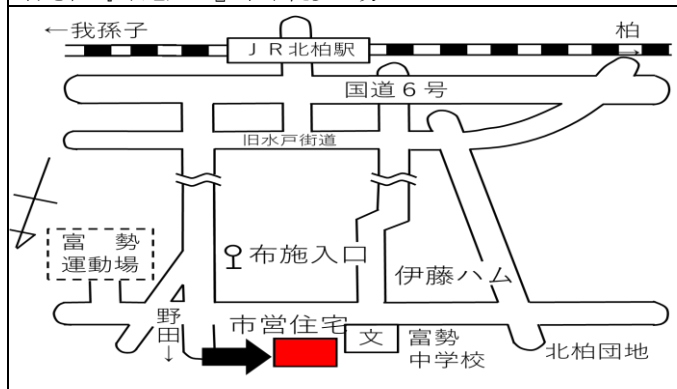 ←我孫子
柏
→
ＪＲ北柏駅
国道６号
旧水戸街道
富　勢
運動場
布施入口
伊藤ハム
野
田
↓
市営住宅
文
富勢
中学校
北柏団地